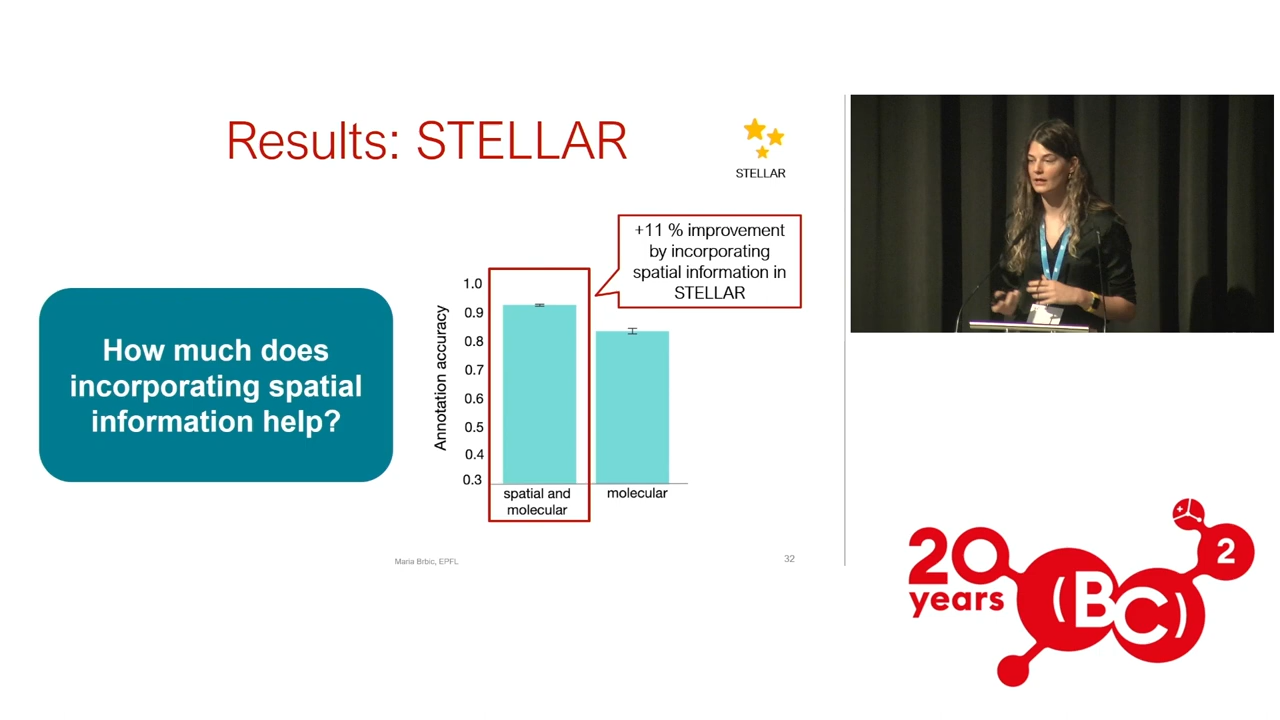 Results: STELLAR
STELLAR
+11 % improvement
by incorporating
spatial information in
STELLAR
How much does
incorporating spatial
information help?
Annotation accuracy
1.0
0.9
0.8
0.7
0.6
0.5
0.4
0.3
spatial and
molecular
molecular
Maria Brbic, EPFL
32
20
years
(BC)
2